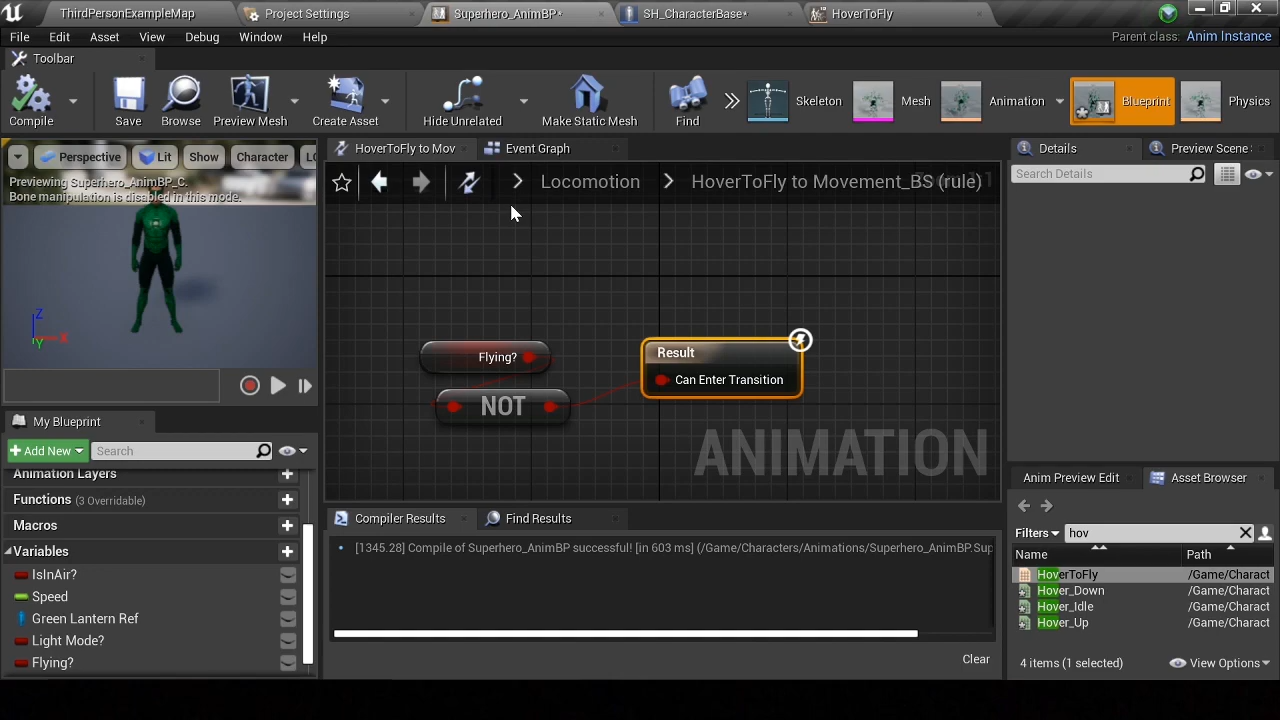 ThirdPersonExampleMap
Project Settings
Superhero_AnimBP*
SH_CharacterBase*
HoverToFly
File Edit Asset View Debug Window Help
Parent class: Anim Instance
Toolbar
Compile
Save
Browse
Preview Mesh
Create Asset
Hide Unrelated
Make Static Mesh
Find
Skeleton
Mesh
Animation
Blueprint
Physics
Perspective
Lit
Show
Character
LO
Previewing Superhero_AnimBP_C.
Bone manipulation is disabled in this mode.
Z
X
Y
HoverToFly to Mov
Event Graph
Locomotion > HoverToFly to Movement_BS (rule)
Flying?
NOT
Result
Can Enter Transition
ANIMATION
Details
Preview Scene
Search Details
My Blueprint
+ Add New
Search
Animation Layers
Functions (3 Overridable)
Macros
Variables
IsInAir?
Speed
Green Lantern Ref
Light Mode?
Flying?
Compiler Results
Find Results
[1345.28] Compile of Superhero_AnimBP successful! [in 603 ms] (/Game/Characters/Animations/Superhero_AnimBP.Sup
Clear
Anim Preview Edit
Asset Browser
Filters
hov
Name
Path
HoverToFly /Game/Charact
Hover_Down /Game/Charact
Hover_Idle /Game/Charact
Hover_Up /Game/Charact
4 items (1 selected)
View Options